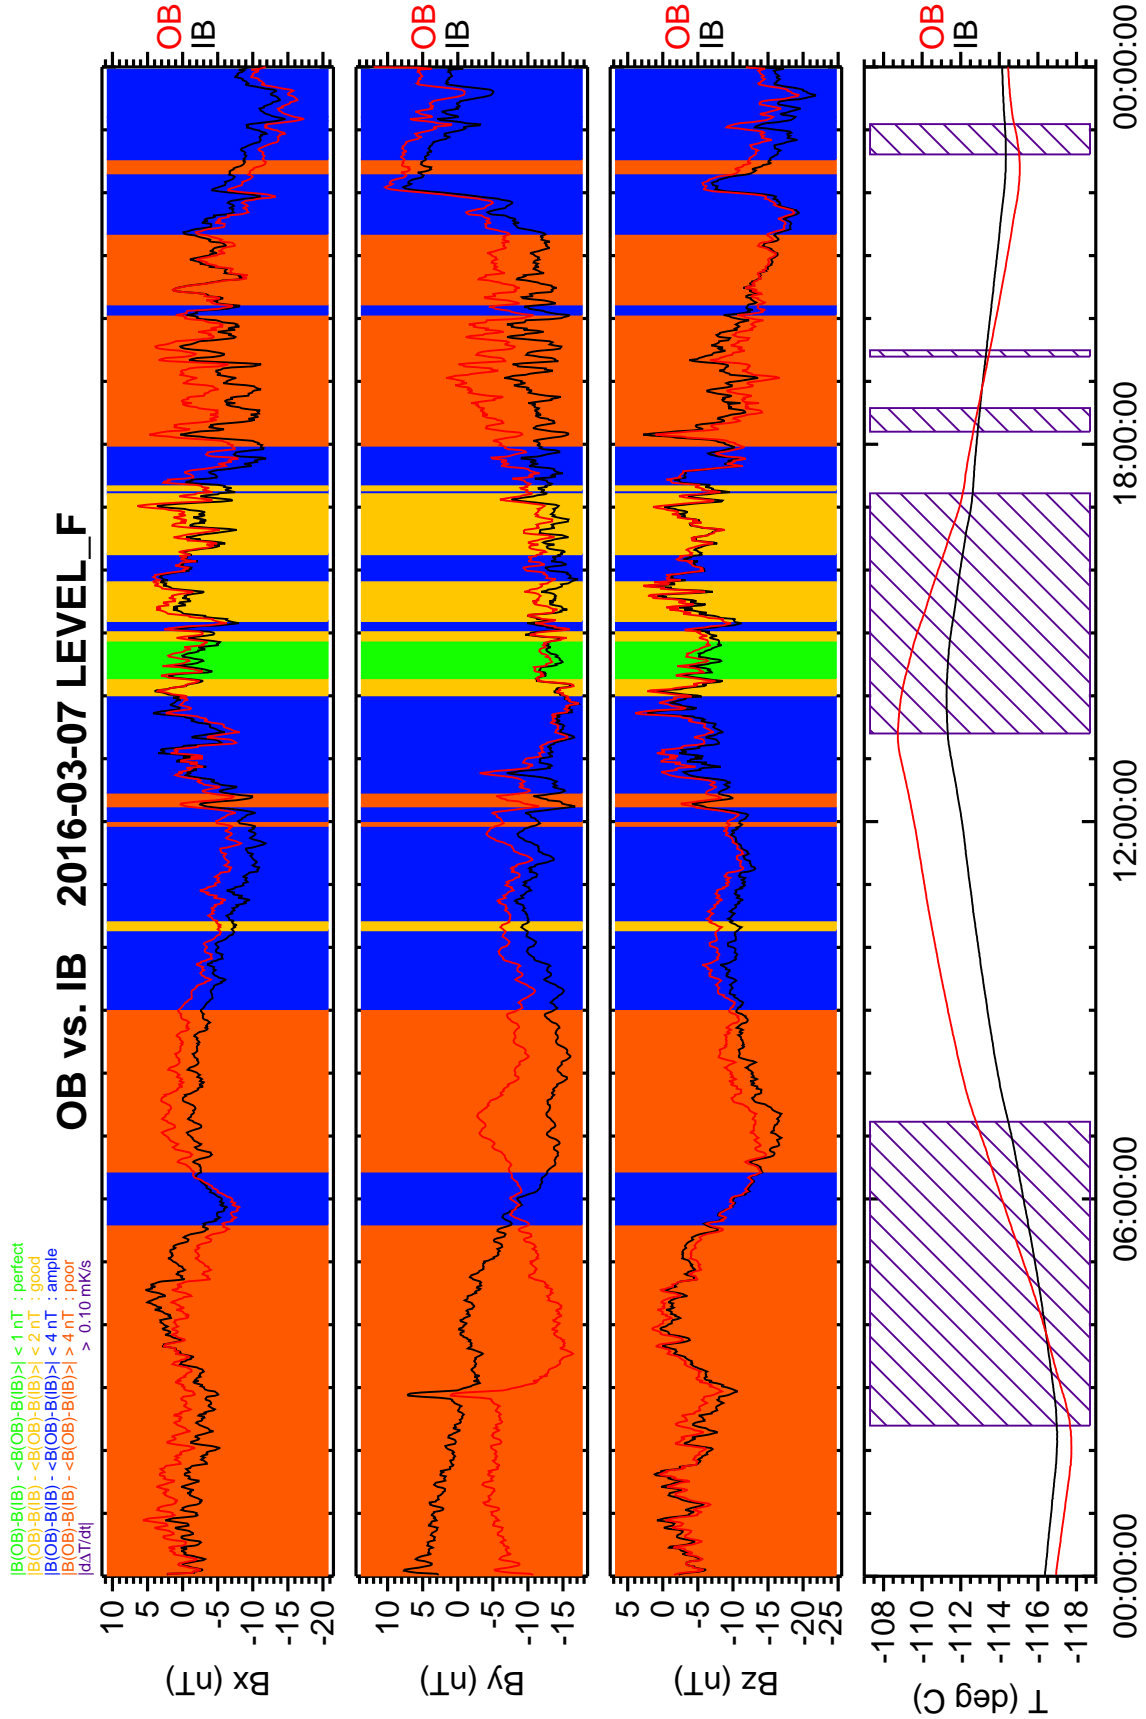 |B(OB)-B(IB) - <B(OB)-B(IB)>| < 1 nT : perfect
|B(OB)-B(IB) - <B(OB)-B(IB)>| < 2 nT : good
|B(OB)-B(IB) - <B(OB)-B(IB)>| < 4 nT : ample
|B(OB)-B(IB) - <B(OB)-B(IB)>| > 4 nT : poor
|dΔT/dt| > 0.10 mK/s
OB vs. IB 2016-03-07 LEVEL_F
Bx (nT)
10
5
0
-5
-10
-15
-20
OB
IB
By (nT)
10
5
0
-5
-10
-15
OB
IB
Bz (nT)
5
0
-5
-10
-15
-20
-25
OB
IB
T (deg C)
-108
-110
-112
-114
-116
-118
OB
IB
00:00:00
06:00:00
12:00:00
18:00:00
00:00:00